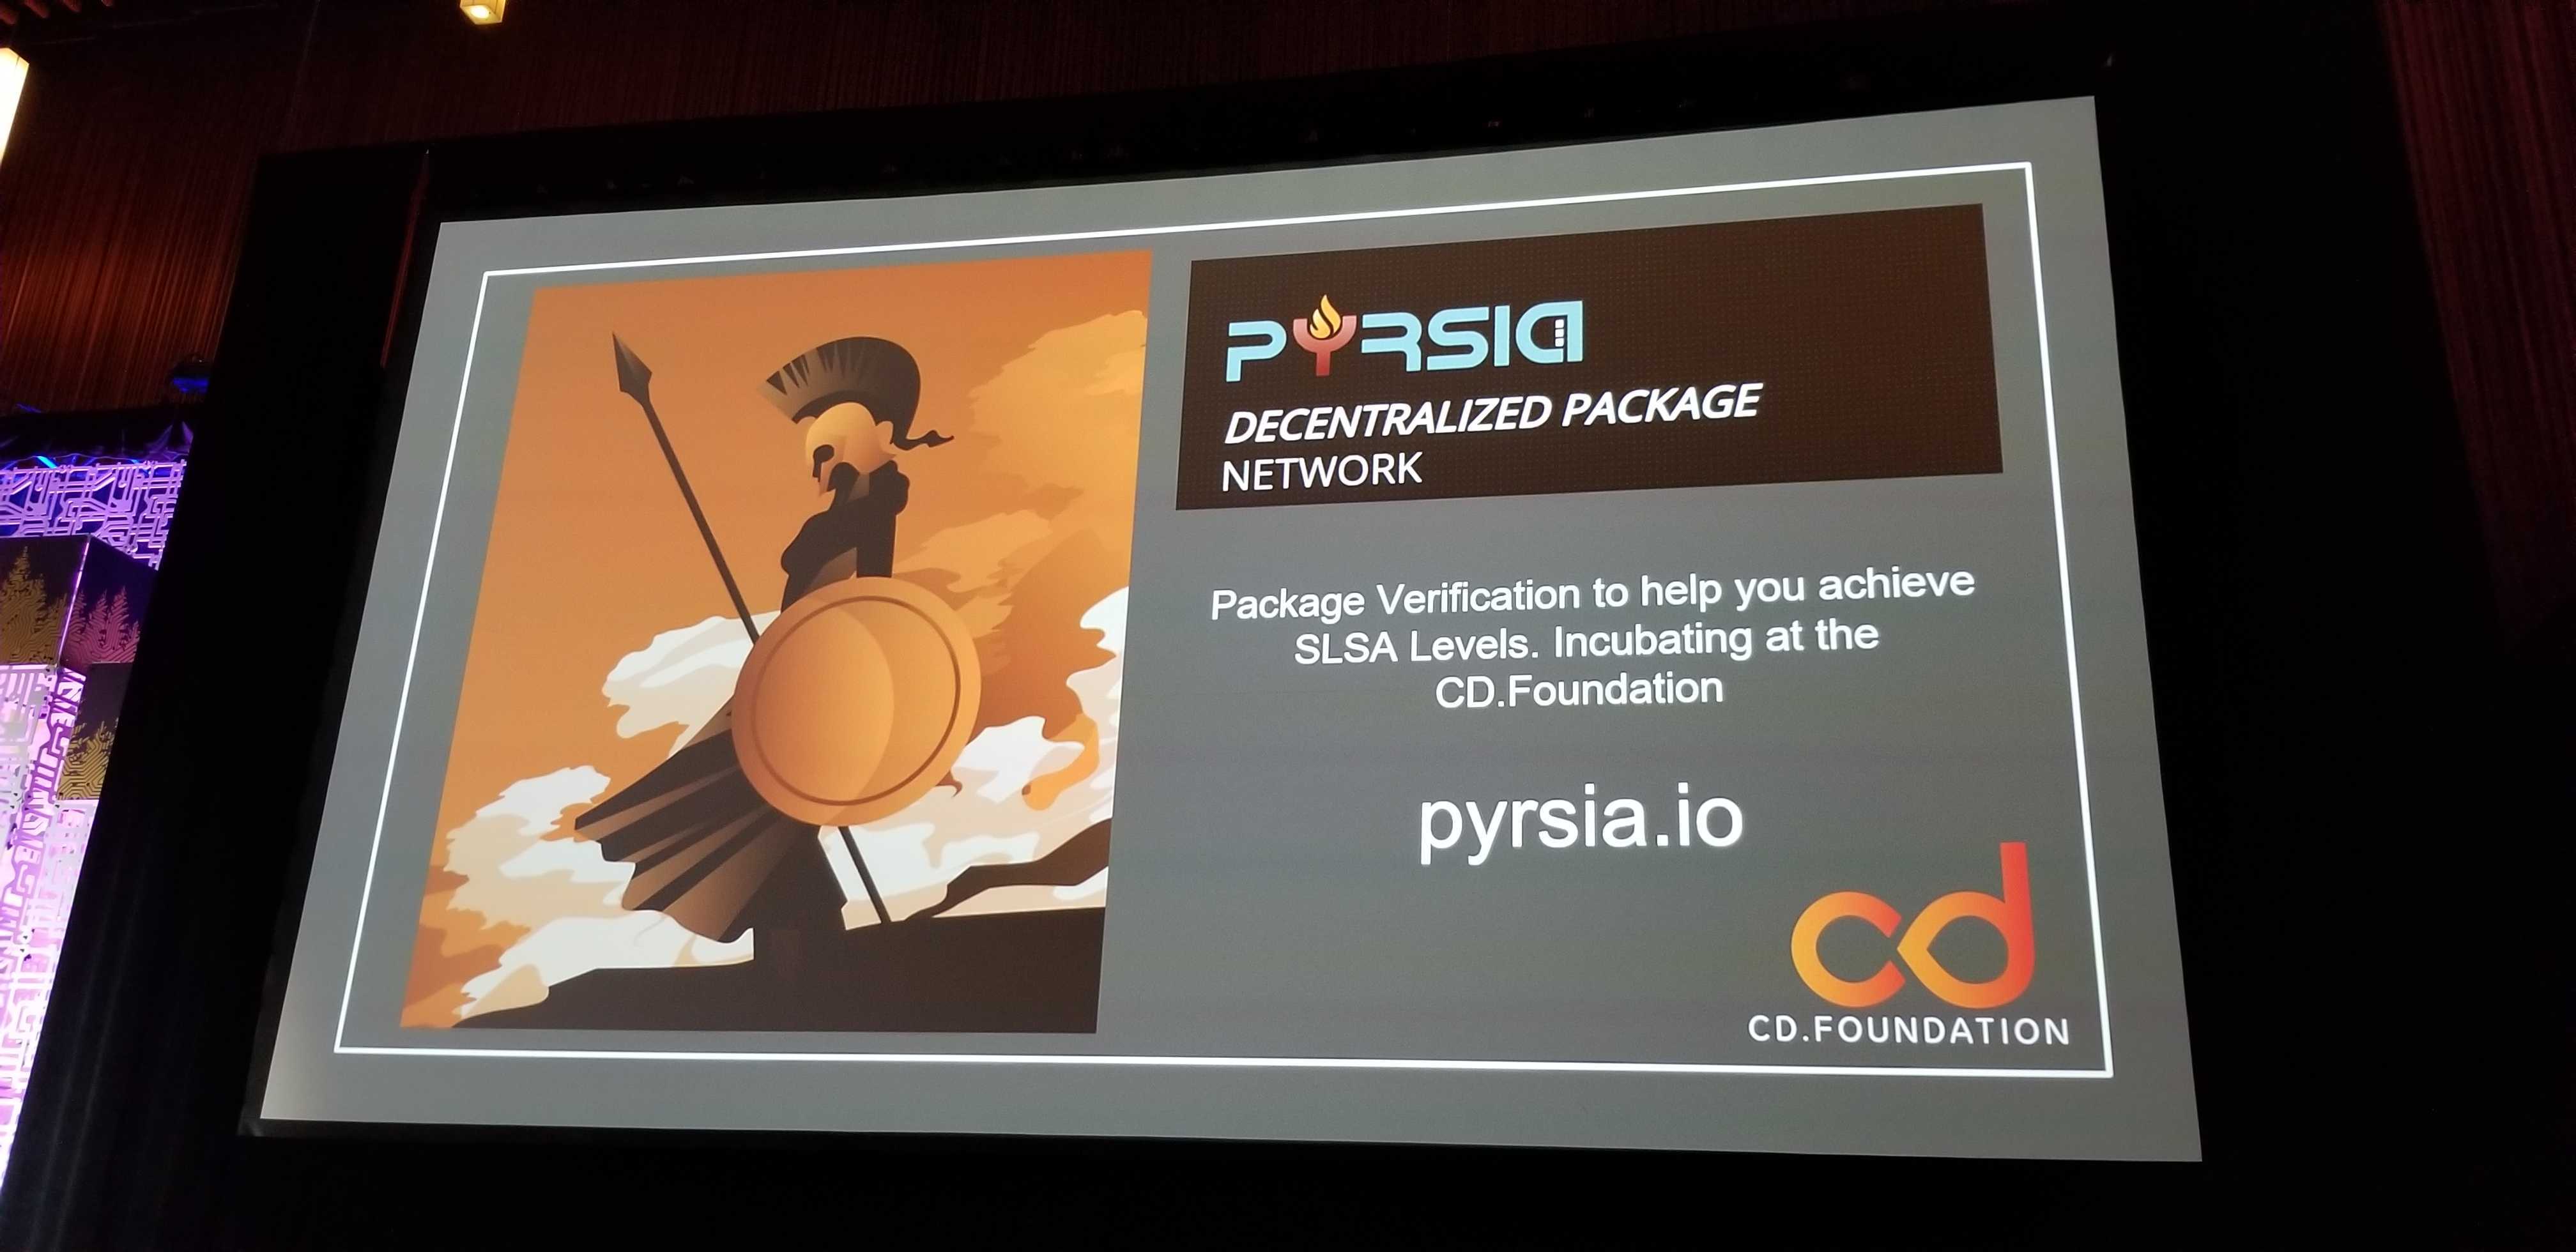 PYRSIA
DECENTRALIZED PACKAGE
NETWORK
Package Verification to help you achieve
SLSA Levels. Incubating at the
CD.Foundation
pyrsia.io
cd
CD.FOUNDATION